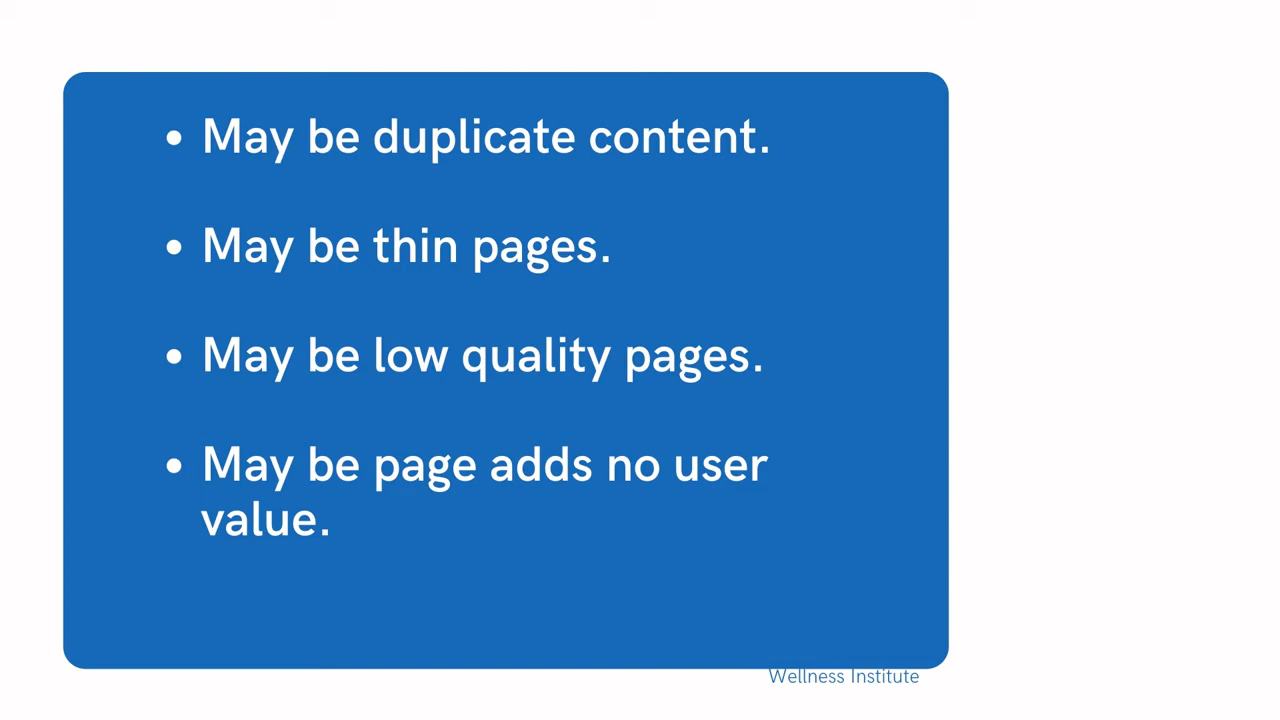 • May be duplicate content.
• May be thin pages.
• May be low quality pages.
• May be page adds no user
value.
Wellness Institute